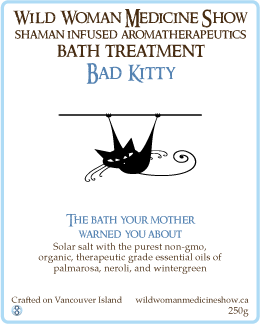 Wild Woman Medicine Show
shaman infused aromatherapeutics
bath treatment
Bad Kitty
The bath your mother
warned you about
Solar salt with the purest non-gmo,
organic, therapeutic grade essential oils of
palmarosa, neroli, and wintergreen
Crafted on Vancouver Island wildwomanmedicineshow.ca
250g